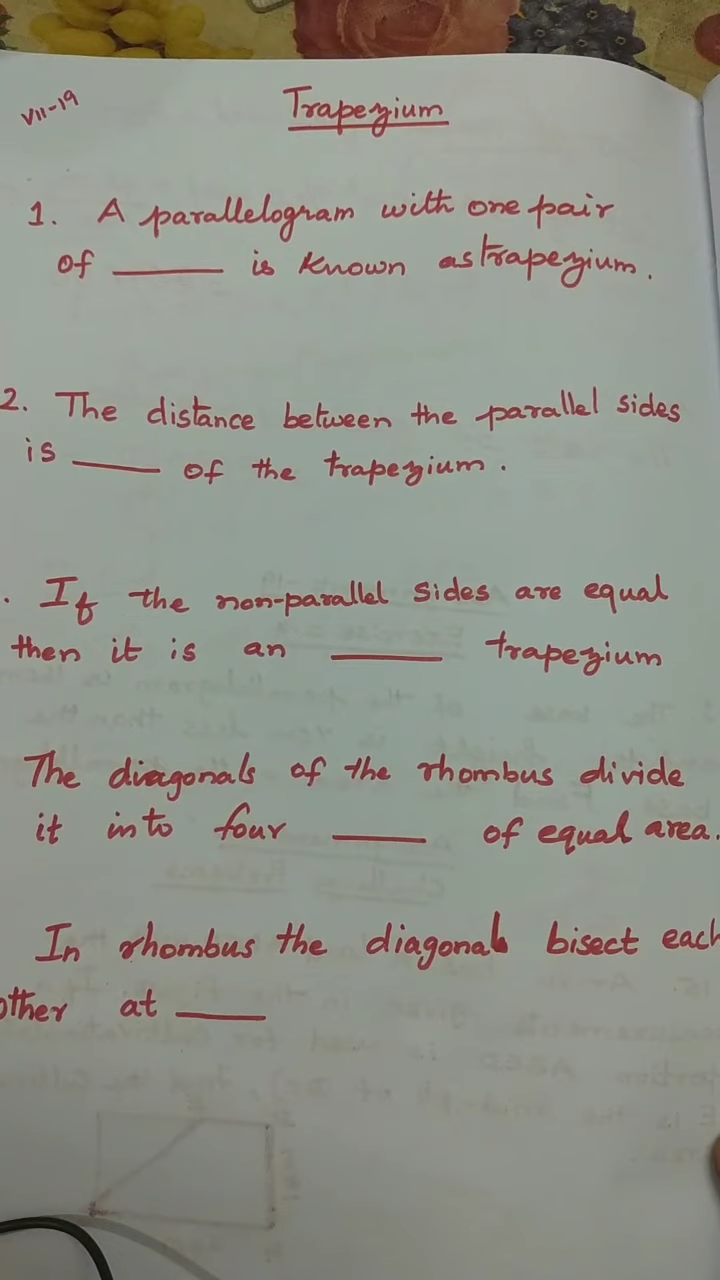 VII-19
Trapezium
1. A parallelogram with one pair
of ______ is known as trapezium.
2. The distance between the parallel sides
is ______ of the trapezium.
. If the non-parallel sides are equal
then it is an ______ trapezium
The diagonals of the rhombus divide
it into four ______ of equal area.
In rhombus the diagonals bisect each
other at ______